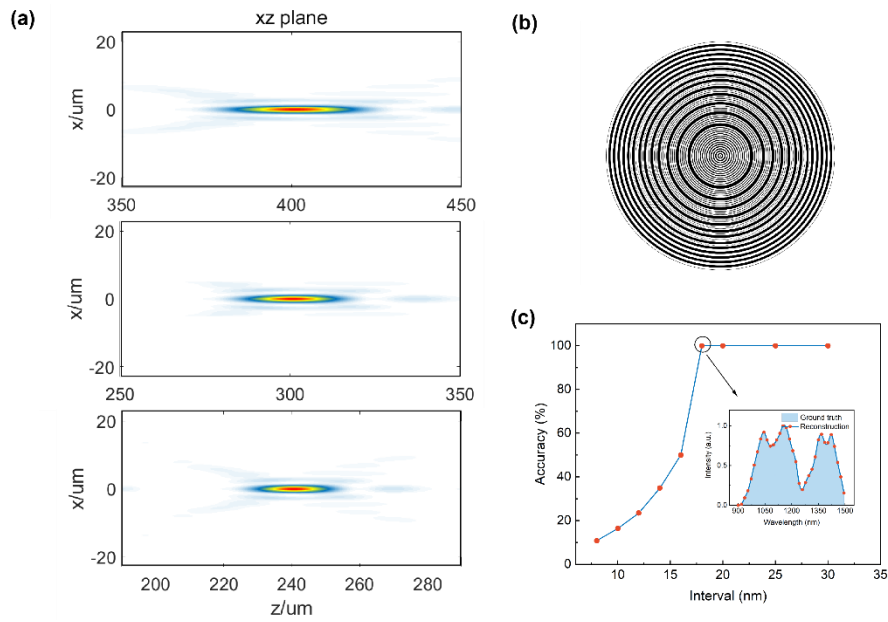 (a)
xz plane
x/um
20
0
-20
350
400
450
x/um
20
0
-20
250
300
350
x/um
20
0
-20
200
220
240
260
280
z/um
(b)
(c)
Accuracy (%)
100
80
60
40
20
0
10
15
20
25
30
35
Interval (nm)
Ground truth
Reconstruction
Intensity (a.u.)
1.0
0.5
0.0
900
1050
1200
1350
1500
Wavelength (nm)